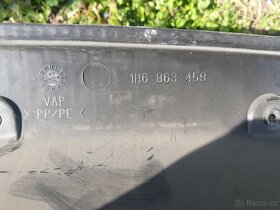 1H6 863 459
VAP
> PP/PE <
Bazos.cz